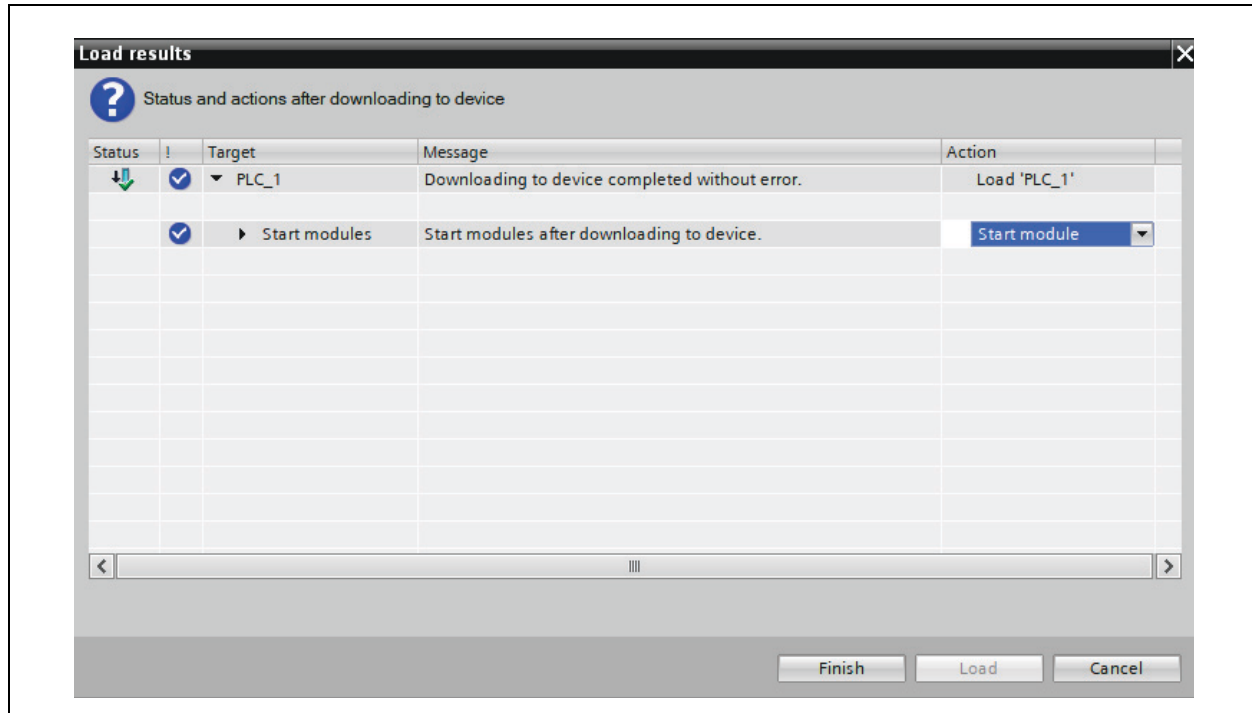 Load results
Status and actions after downloading to device
Status ! Target Message Action
PLC_1 Downloading to device completed without error. Load 'PLC_1'
Start modules Start modules after downloading to device. Start module
Finish Load Cancel